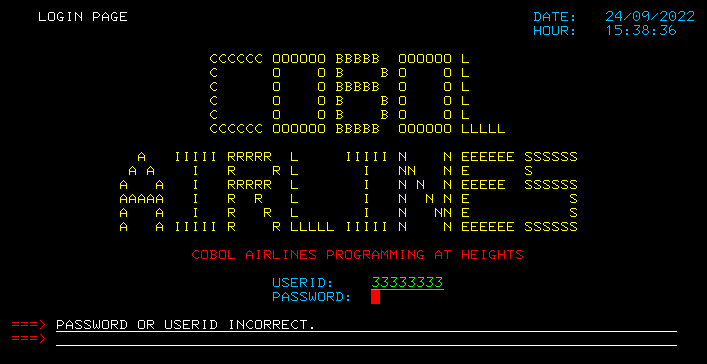 LOGIN PAGE DATE: 24/09/2022
HOUR: 15:38:36
CCCCCC OOOOOO BBBBB  OOOOOO L
C      O    O B    B O    O L
C      O    O BBBBB  O    O L
C      O    O B    B O    O L
C      O    O B    B O    O L
CCCCCC OOOOOO BBBBB  OOOOOO LLLLL
  A   IIIII RRRRR  L     IIIII N    N EEEEEE SSSSSS
 A A    I   R    R L       I   NN   N E      S
A   A   I   RRRRR  L       I   N N  N EEEEE  SSSSSS
AAAAA   I   R  R   L       I   N  N N E           S
A   A   I   R   R  L       I   N   NN E           S
A   A IIIII R    R LLLLL IIIII N    N EEEEEE SSSSSS
COBOL AIRLINES PROGRAMMING AT HEIGHTS
USERID: 33333333
PASSWORD:
===> PASSWORD OR USERID INCORRECT.
===>